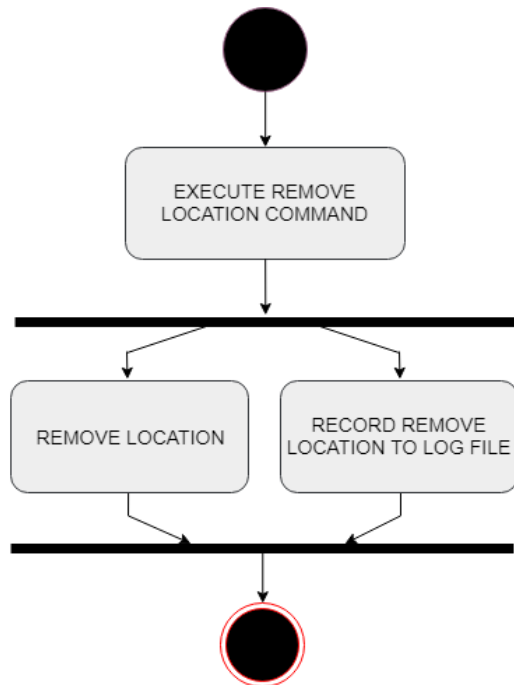 EXECUTE REMOVE
LOCATION COMMAND
REMOVE LOCATION
RECORD REMOVE
LOCATION TO LOG FILE